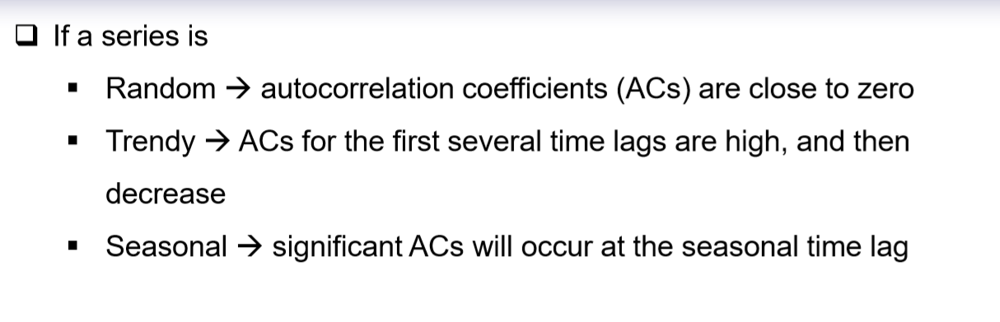 ❑ If a series is
▪ Random → autocorrelation coefficients (ACs) are close to zero
▪ Trendy → ACs for the first several time lags are high, and then
decrease
▪ Seasonal → significant ACs will occur at the seasonal time lag